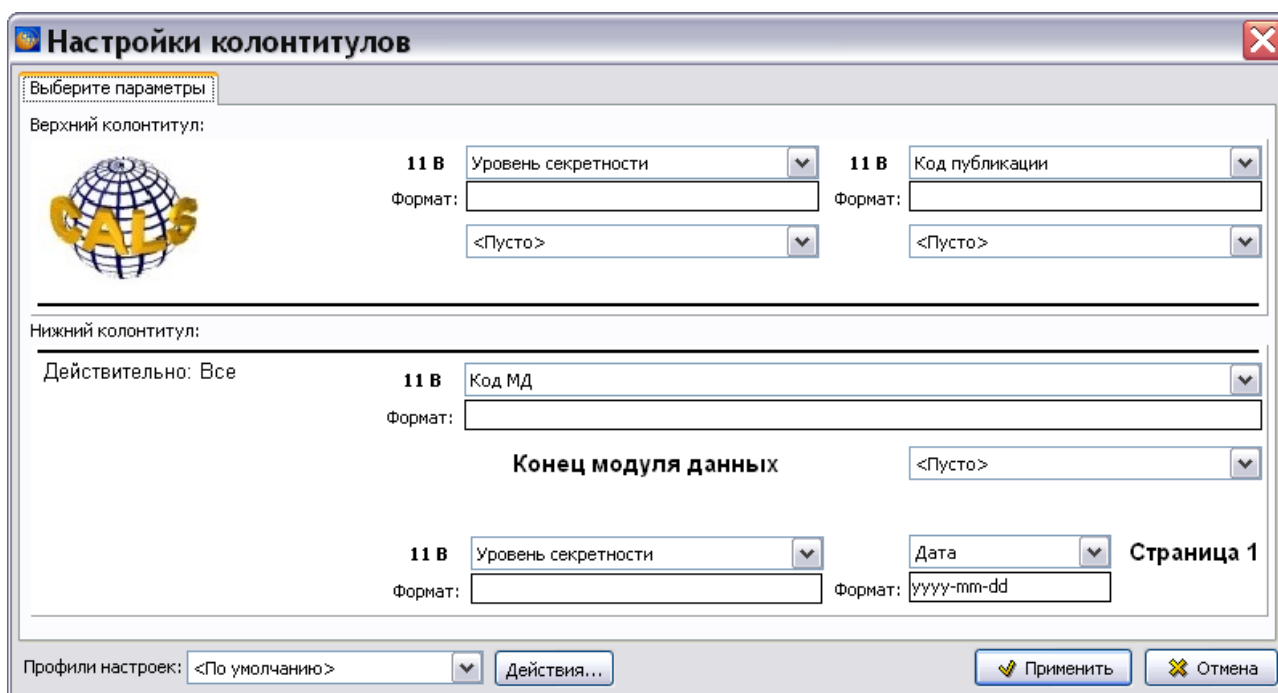 Настройки колонтитулов
Выберите параметры
Верхний колонтитул:
CALS
11 В Уровень секретности 11 В Код публикации
Формат: Формат:
<Пусто> <Пусто>
Нижний колонтитул:
Действительно: Все
11 В Код МД
Формат:
Конец модуля данных <Пусто>
11 В Уровень секретности Дата Страница 1
Формат: Формат: yyyy-mm-dd
Профили настроек: <По умолчанию> Действия... Применить Отмена